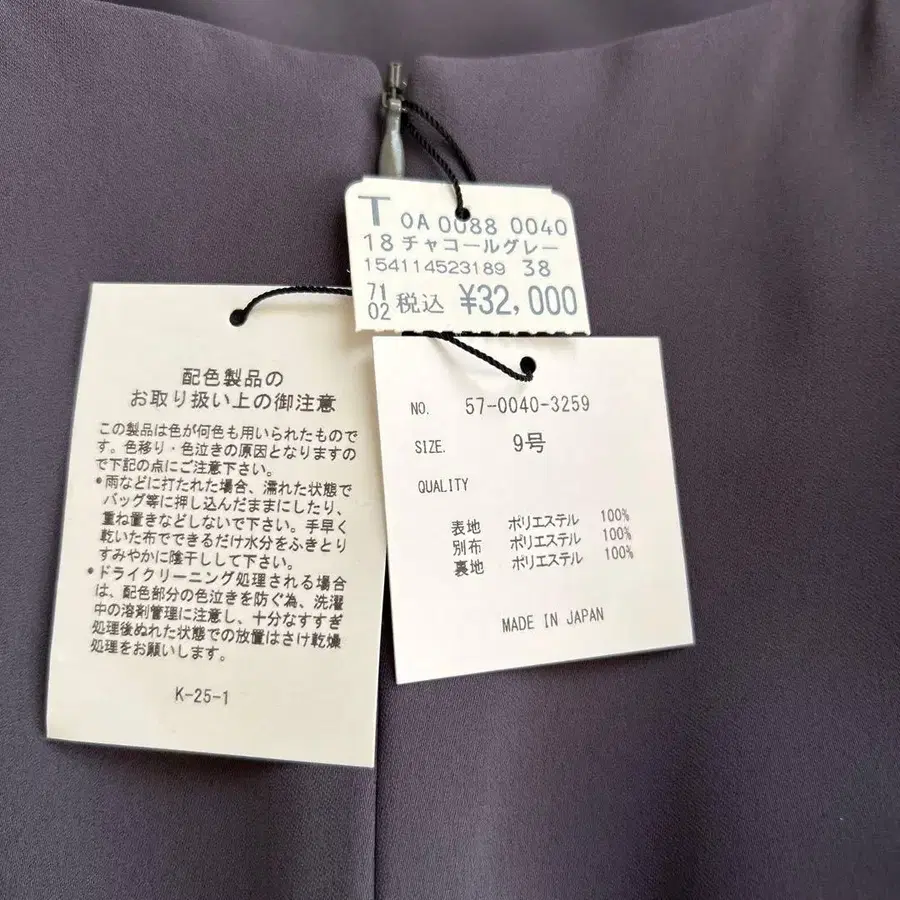 T 0A 0088 0040
18 チャコールグレー
154114523189 38
71
02 税込 ¥32,000
配色製品の
お取り扱い上の御注意
この製品は色が何色も用いられたもので
す。色移り・色泣きの原因となりますの
で下記の点にご注意下さい。
•雨などに打たれた場合、濡れた状態で
バッグ等に押し込んだままにしたり、
重ね置きなどしないで下さい。手早く
乾いた布でできるだけ水分をふきとり
すみやかに陰干しして下さい。
•ドライクリーニング処理される場合
は、配色部分の色泣きを防ぐ為、洗濯
中の溶剤管理に注意し、十分なすすぎ
処理後ぬれた状態での放置はさけ乾燥
処理をお願いします。
K-25-1
NO. 57-0040-3259
SIZE. 9号
QUALITY
表地 ポリエステル 100%
別布 ポリエステル 100%
裏地 ポリエステル 100%
MADE IN JAPAN